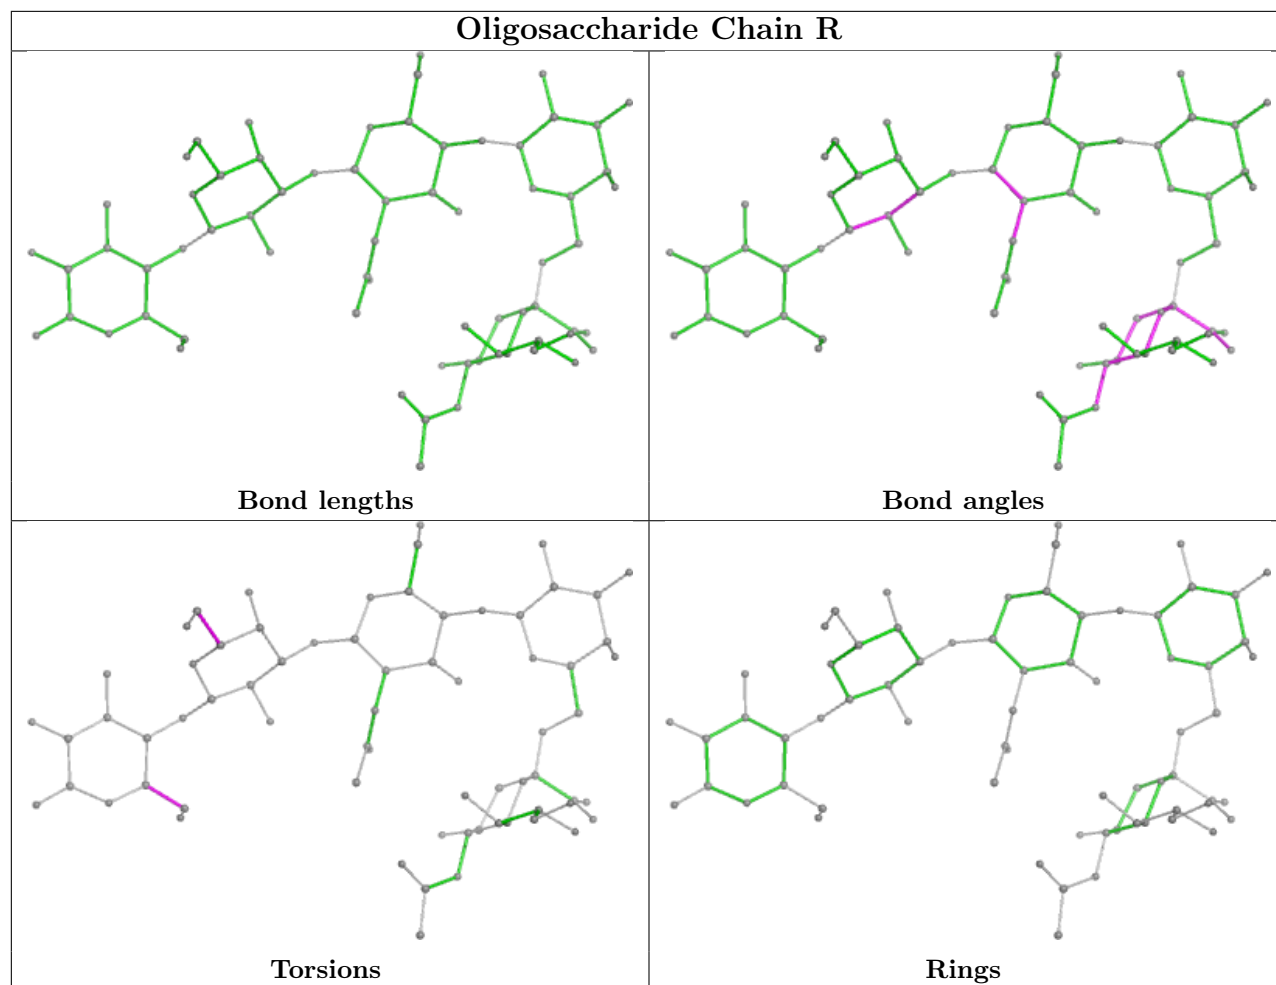 Oligosaccharide Chain R
Bond lengths
Bond angles
Torsions
Rings